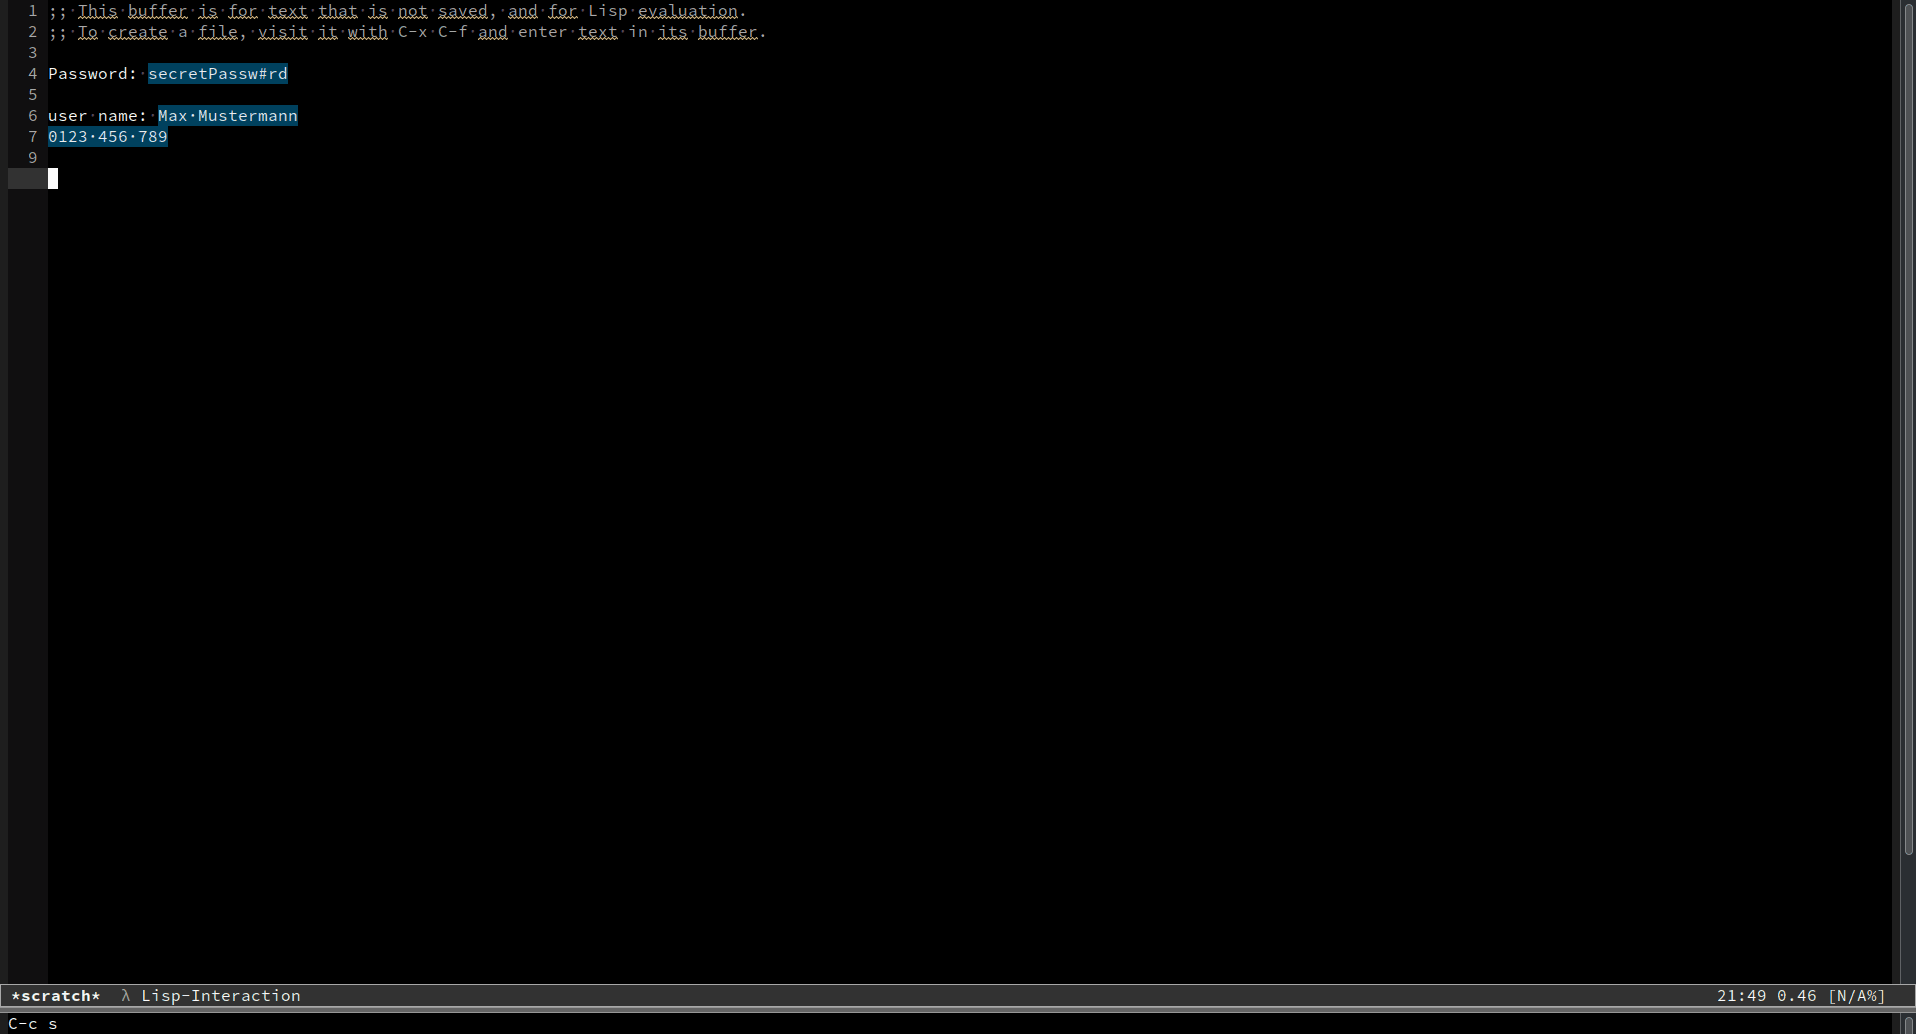 1 ;; This buffer is for text that is not saved, and for Lisp evaluation.
2 ;; To create a file, visit it with C-x C-f and enter text in its buffer.
3
4 Password: secretPassw#rd
5
6 user name: Max·Mustermann
7 0123·456·789
9
*scratch* λ Lisp-Interaction 21:49 0.46 [N/A%]
C-c s